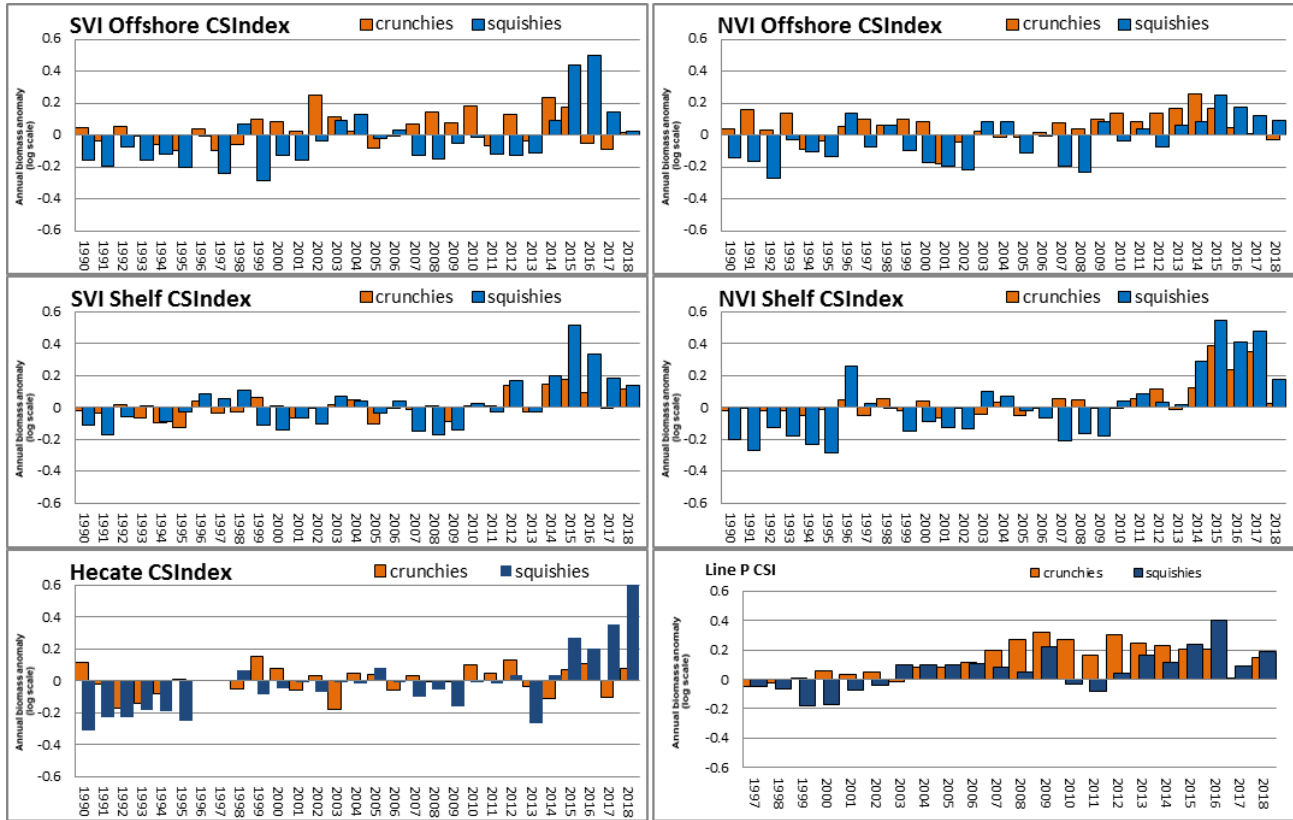 SVI Offshore CSIndex
crunchies squishies
Annual biomass anomaly
(log scale)
0.6
0.4
0.2
0
-0.2
-0.4
-0.6
1990 1991 1992 1993 1994 1995 1996 1997 1998 1999 2000 2001 2002 2003 2004 2005 2006 2007 2008 2009 2010 2011 2012 2013 2014 2015 2016 2017 2018
NVI Offshore CSIndex
crunchies squishies
Annual biomass anomaly
(log scale)
0.6
0.4
0.2
0
-0.2
-0.4
-0.6
1990 1991 1992 1993 1994 1995 1996 1997 1998 1999 2000 2001 2002 2003 2004 2005 2006 2007 2008 2009 2010 2011 2012 2013 2014 2015 2016 2017 2018
SVI Shelf CSIndex
crunchies squishies
Annual biomass anomaly
(log scale)
0.6
0.4
0.2
0
-0.2
-0.4
-0.6
1990 1991 1992 1993 1994 1995 1996 1997 1998 1999 2000 2001 2002 2003 2004 2005 2006 2007 2008 2009 2010 2011 2012 2013 2014 2015 2016 2017 2018
NVI Shelf CSIndex
crunchies squishies
Annual biomass anomaly
(log scale)
0.6
0.4
0.2
0
-0.2
-0.4
-0.6
1990 1991 1992 1993 1994 1995 1996 1997 1998 1999 2000 2001 2002 2003 2004 2005 2006 2007 2008 2009 2010 2011 2012 2013 2014 2015 2016 2017 2018
Hecate CSIndex
crunchies squishies
Annual biomass anomaly
(log scale)
0.6
0.4
0.2
0
-0.2
-0.4
-0.6
1990 1991 1992 1993 1994 1995 1996 1997 1998 1999 2000 2001 2002 2003 2004 2005 2006 2007 2008 2009 2010 2011 2012 2013 2014 2015 2016 2017 2018
Line P CSI
crunchies squishies
Annual biomass anomaly
(log scale)
0.6
0.4
0.2
0
-0.2
-0.4
-0.6
1997 1998 1999 2000 2001 2002 2003 2004 2005 2006 2007 2008 2009 2010 2011 2012 2013 2014 2015 2016 2017 2018